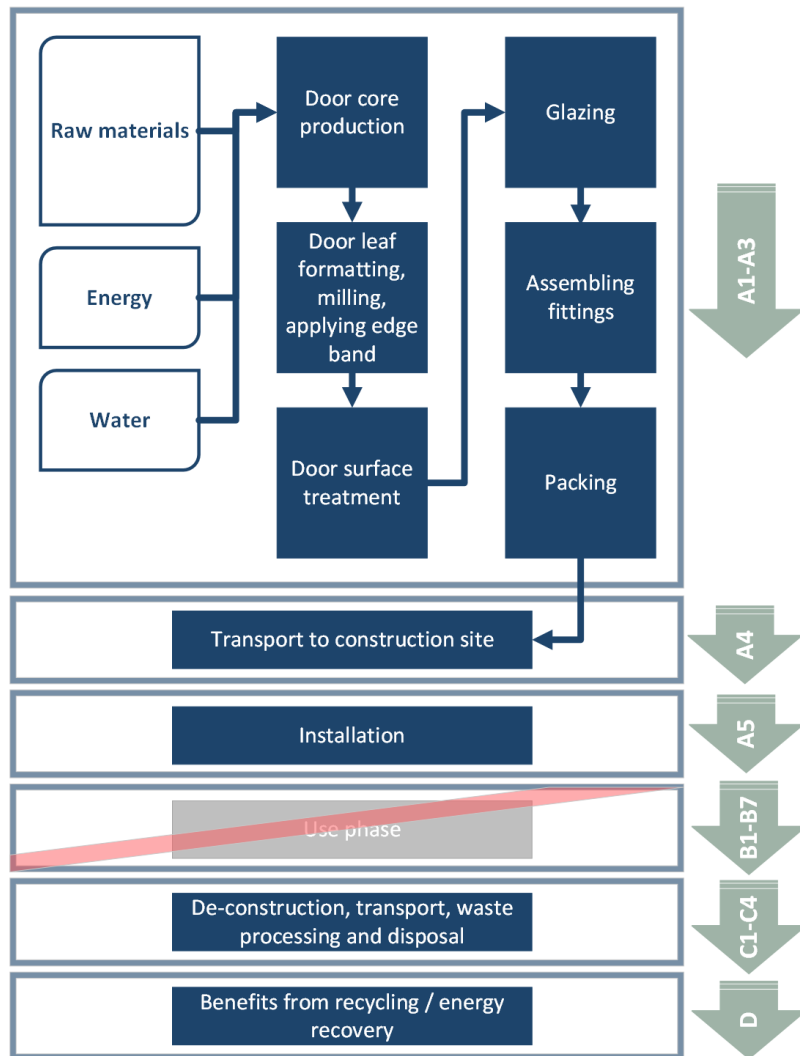 Raw materials
Energy
Water
Door core
production
Door leaf
formatting,
milling,
applying edge
band
Door surface
treatment
Glazing
Assembling
fittings
Packing
A1-A3
Transport to construction site
A4
Installation
A5
Use phase
B1-B7
De-construction, transport, waste
processing and disposal
C1-C4
Benefits from recycling / energy
recovery
D